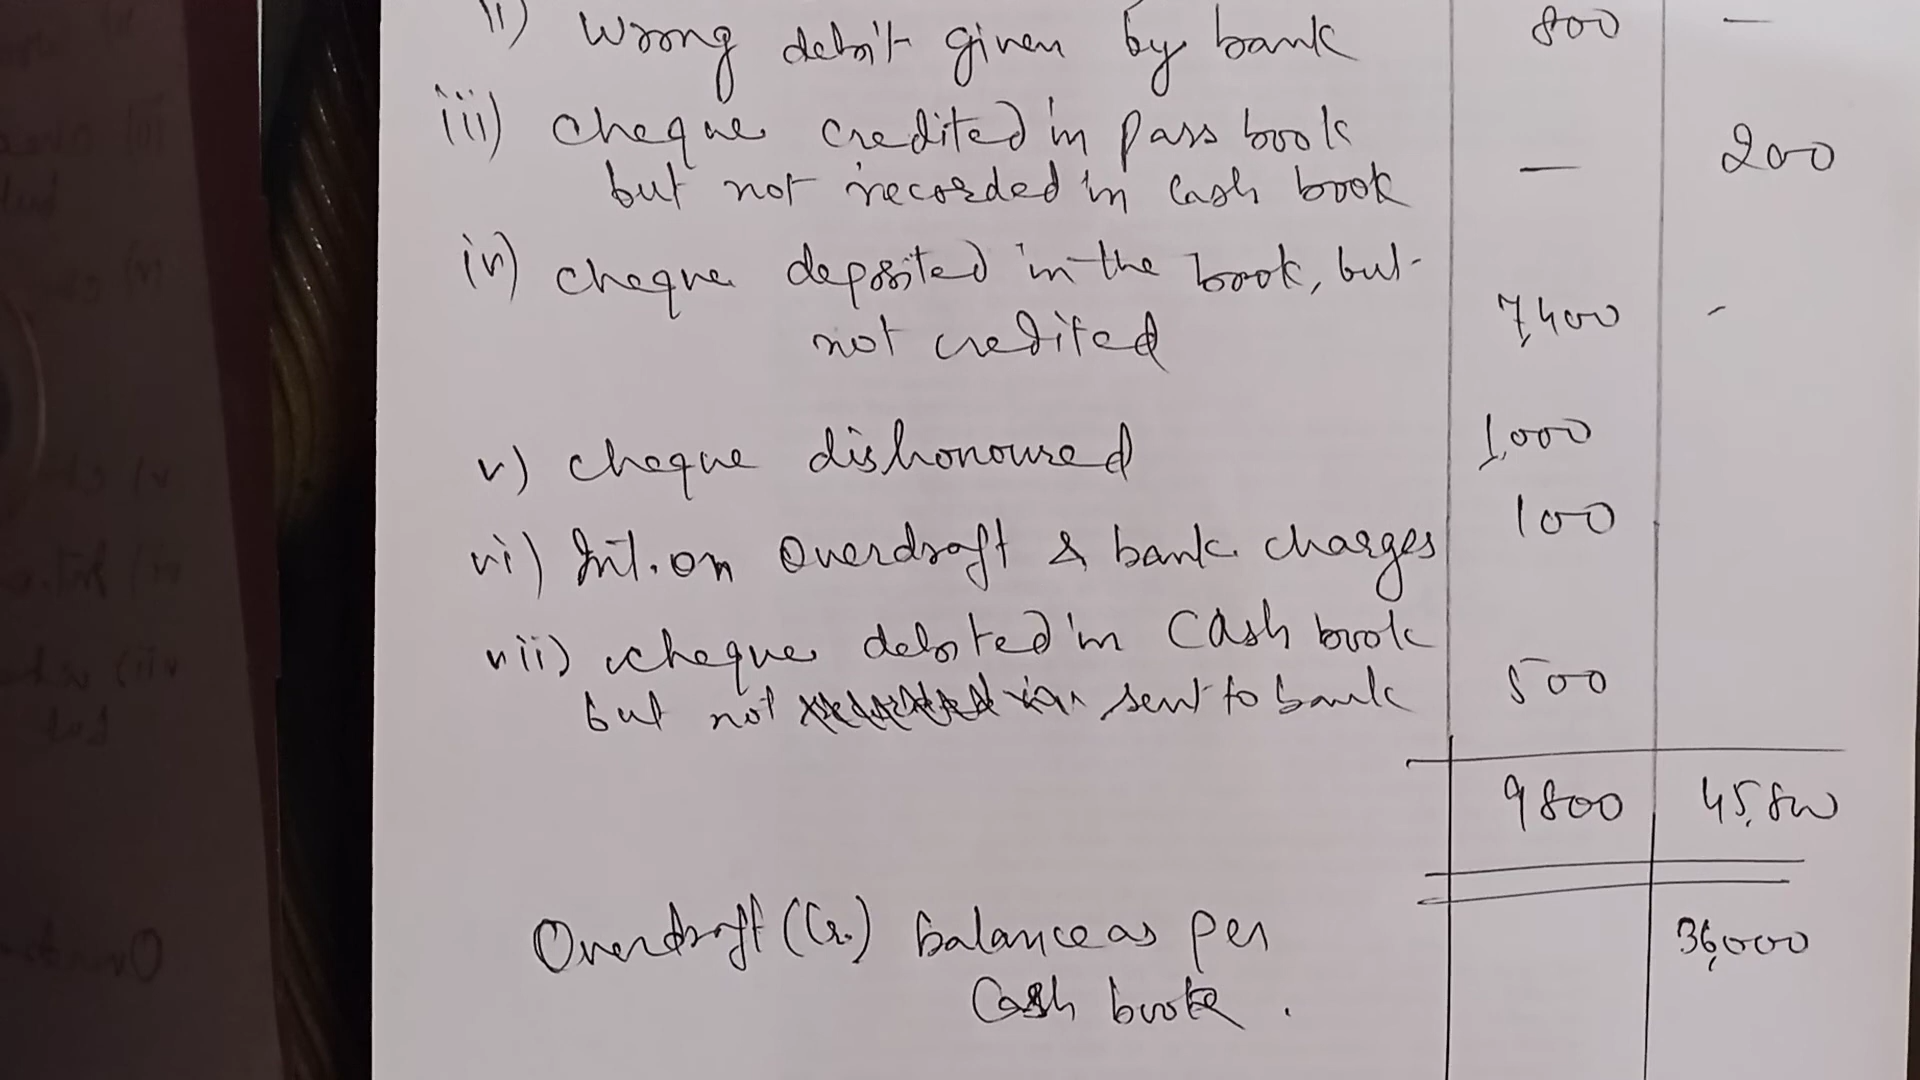 ii) Wrong debit given by bank 800 —
iii) cheque credited in pass book
but not recorded in Cash book — 200
iv) cheque deposited in the book, but
not credited 7,400 -
v) cheque dishonoured 1,000
vi) Int. on Overdraft & bank charges 100
vii) cheque debited in Cash book
but not sent to bank 500
9800 45,800
Overdraft (Cr.) balance as per 36,000
Cash book .